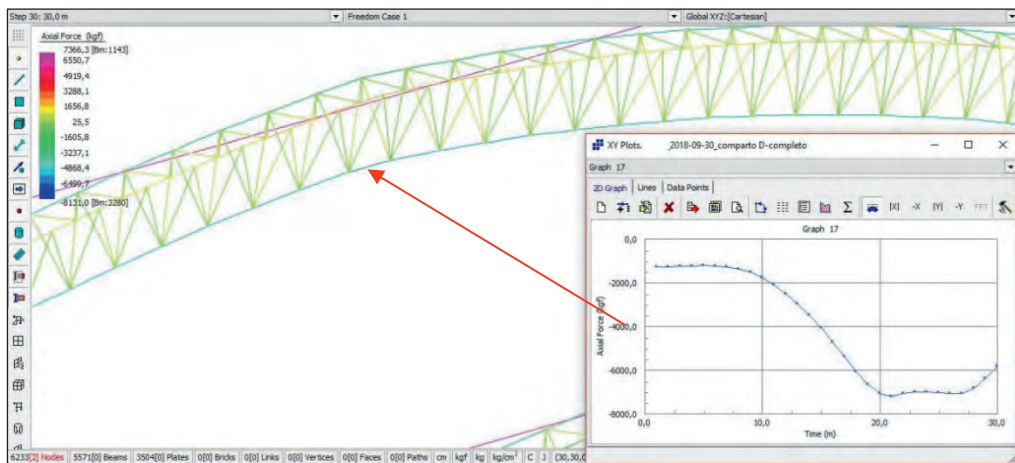 Step 30: 30,0 m
Freedom Case 1
Global XYZ:[Cartesian]
Axial Force (kgf)
7366,3 [Bm:1143]
6550,7
4919,4
3288,1
1656,8
25,5
-1605,8
-3237,1
-4868,4
-6499,7
-8131,0 [Bm:3280]
XY Plots. _2018-09-30_comparto D-completo
Graph 17
2D Graph Lines Data Points
|X| -X |Y| -Y
Graph 17
0,0
-2000,0
-4000,0
-6000,0
-8000,0
Axial Force (kgf)
0,0 10,0 20,0 30,0
Time (m)
6233[2] Nodes 5571[0] Beams 3504[0] Plates 0[0] Bricks 0[0] Links 0[0] Vertices 0[0] Faces 0[0] Paths cm kgf kg kg/cm² C J (30,30,0